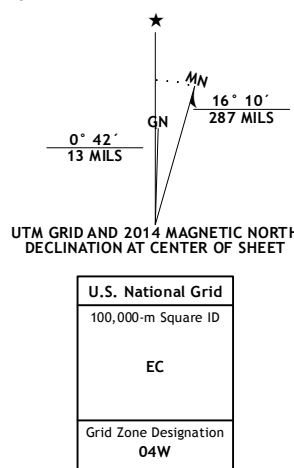 ★
MN
GN
16° 10´
287 MILS
0° 42´
13 MILS
UTM GRID AND 2014 MAGNETIC NORTH
DECLINATION AT CENTER OF SHEET
U.S. National Grid
100,000-m Square ID
EC
Grid Zone Designation
04W